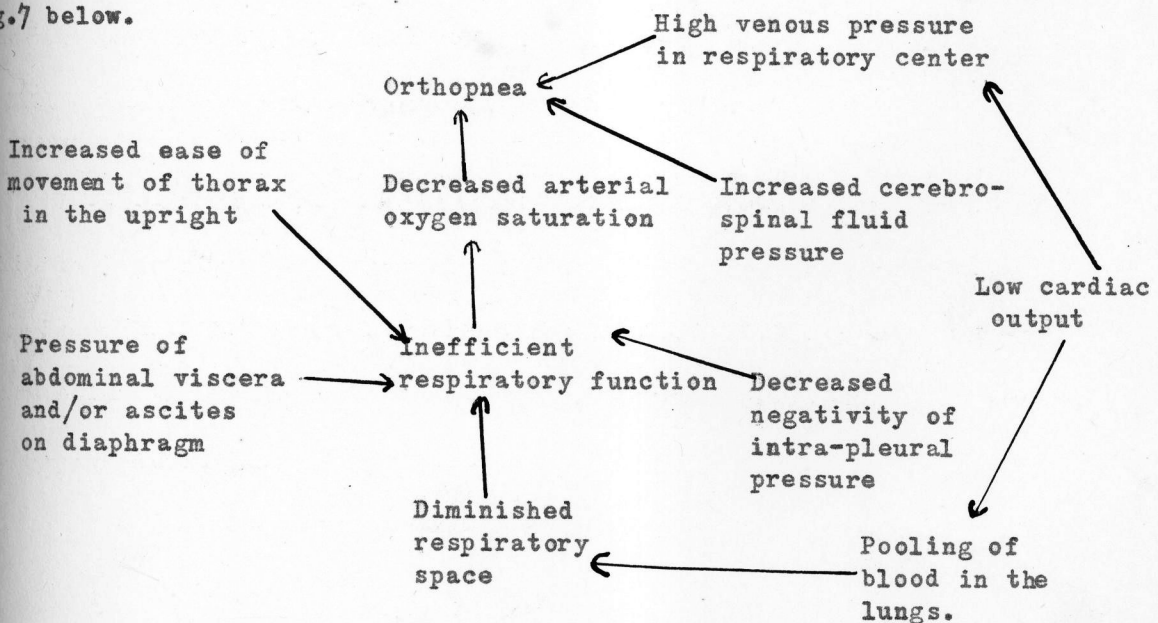 g.7 below.
High venous pressure
in respiratory center
Orthopnea
Increased ease of
movement of thorax
in the upright
Decreased arterial
oxygen saturation
Increased cerebro-
spinal fluid
pressure
Low cardiac
output
Pressure of
abdominal viscera
and/or ascites
on diaphragm
Inefficient
respiratory function
Decreased
negativity of
intra-pleural
pressure
Diminished
respiratory
space
Pooling of
blood in the
lungs.